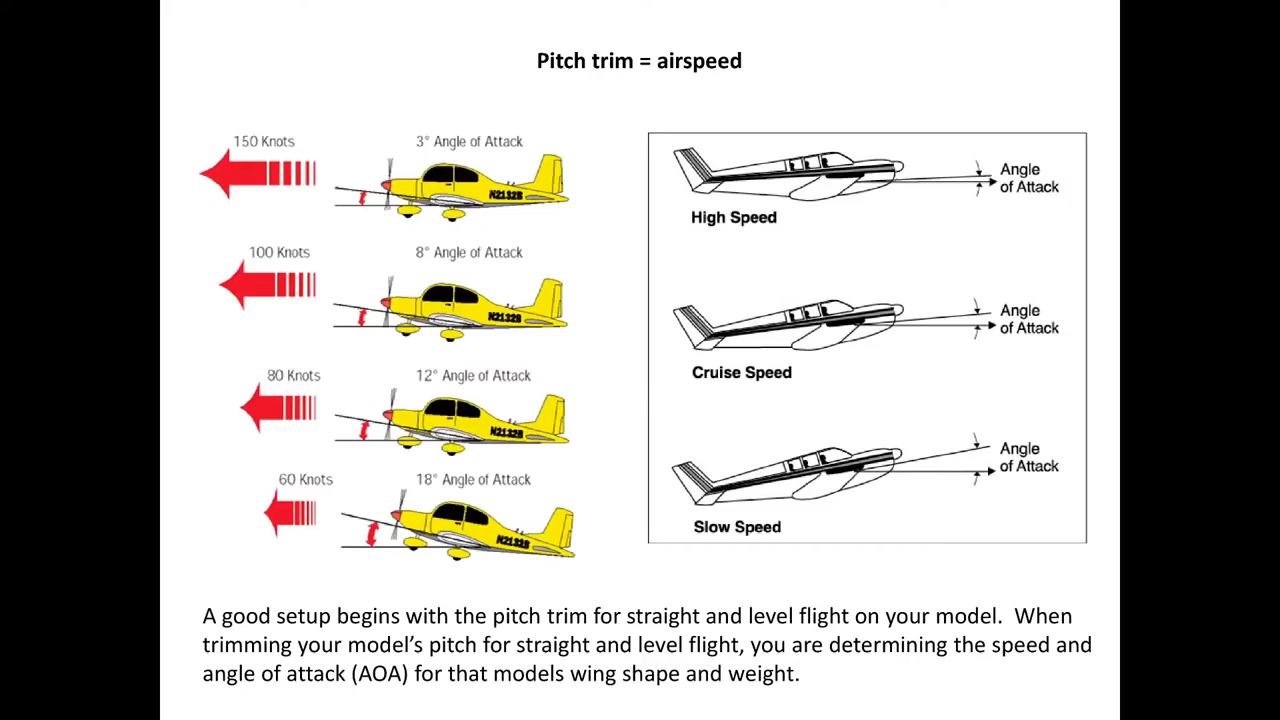 Pitch trim = airspeed
150 Knots
3° Angle of Attack
N2132B
100 Knots
8° Angle of Attack
N2132B
80 Knots
12° Angle of Attack
N2132B
60 Knots
18° Angle of Attack
N2132B
Angle
of Attack
High Speed
Angle
of Attack
Cruise Speed
Angle
of Attack
Slow Speed
A good setup begins with the pitch trim for straight and level flight on your model.  When
trimming your model’s pitch for straight and level flight, you are determining the speed and
angle of attack (AOA) for that models wing shape and weight.